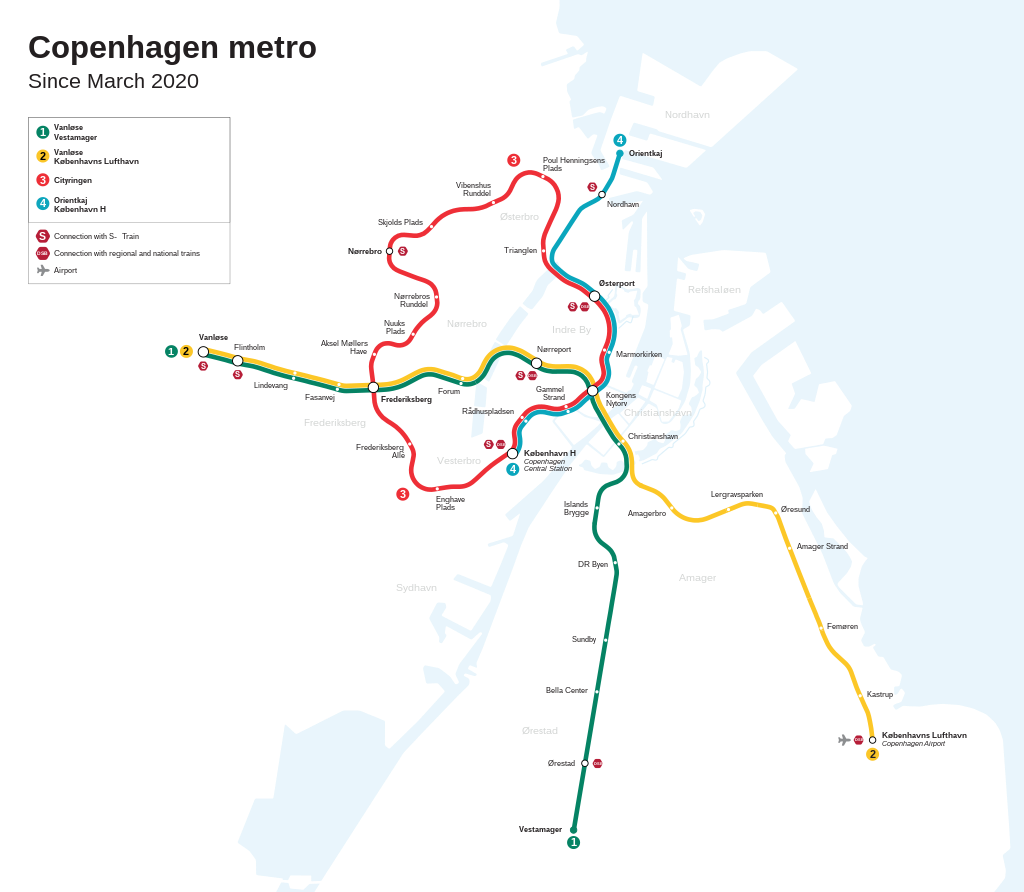 Copenhagen metro
Since March 2020
1 Vanløse
Vestamager
2 Vanløse
Københavns Lufthavn
3 Cityringen
4 Orientkaj
København H
S Connection with S- Train
DSB Connection with regional and national trains
Airport
Nordhavn
4
Orientkaj
3
Poul Henningsens
Plads
S
Nordhavn
Vibenshus
Runddel
Østerbro
Skjolds Plads
Nørrebro
S
Trianglen
Østerport
S DSB
Refshaløen
Nørrebros
Runddel
Nørrebro
Indre By
Nuuks
Plads
Aksel Møllers
Have
Vanløse
Flintholm
1 2
S
S
Nørreport
S DSB
Marmorkirken
Lindevang
Fasanvej
Forum
Frederiksberg
Gammel
Strand
Kongens
Nytorv
Rådhuspladsen
Christianshavn
Frederiksberg
Christianshavn
Frederiksberg
Alle
Vesterbro
S DSB
København H
Copenhagen
Central Station
4
3
Enghave
Plads
Islands
Brygge
Amagerbro
Lergravsparken
Øresund
Amager Strand
DR Byen
Amager
Sydhavn
Femøren
Sundby
Bella Center
Kastrup
Ørestad
Københavns Lufthavn
Copenhagen Airport
DSB
2
Ørestad
DSB
Vestamager
1